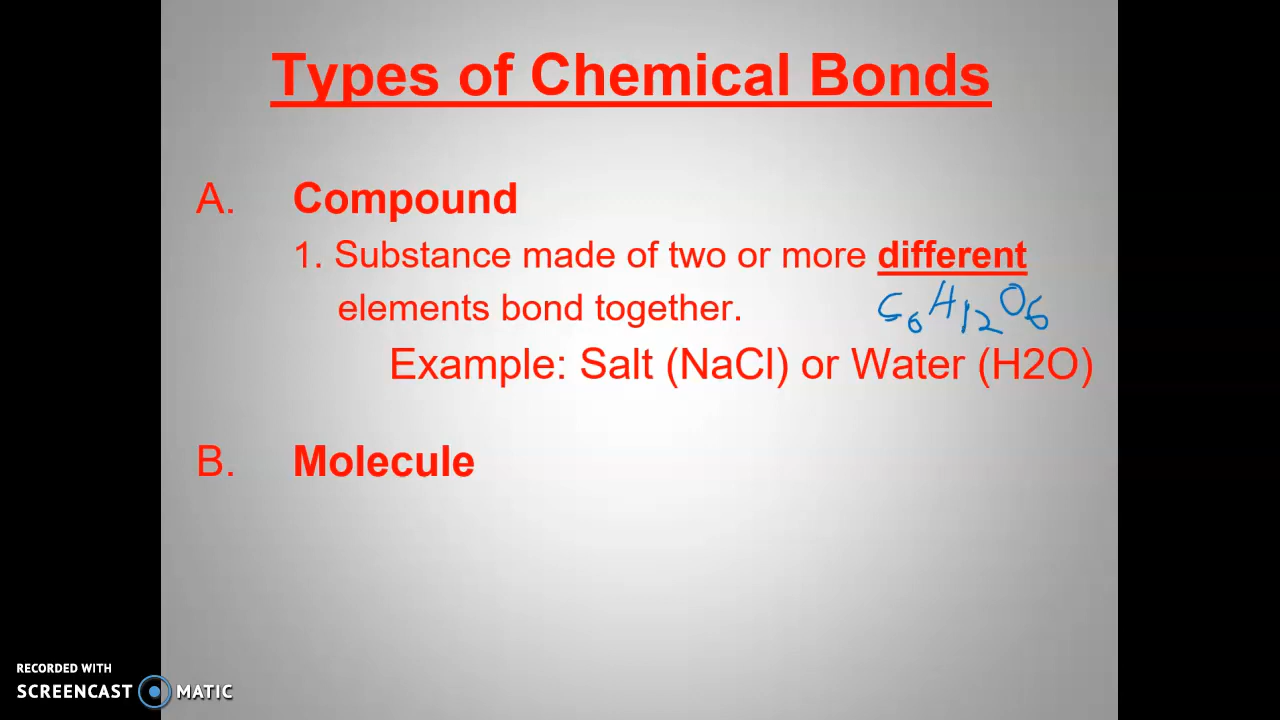 Types of Chemical Bonds
A. Compound
1. Substance made of two or more different
elements bond together.
C6H12O6
Example: Salt (NaCl) or Water (H2O)
B. Molecule
RECORDED WITH
SCREENCAST MATIC